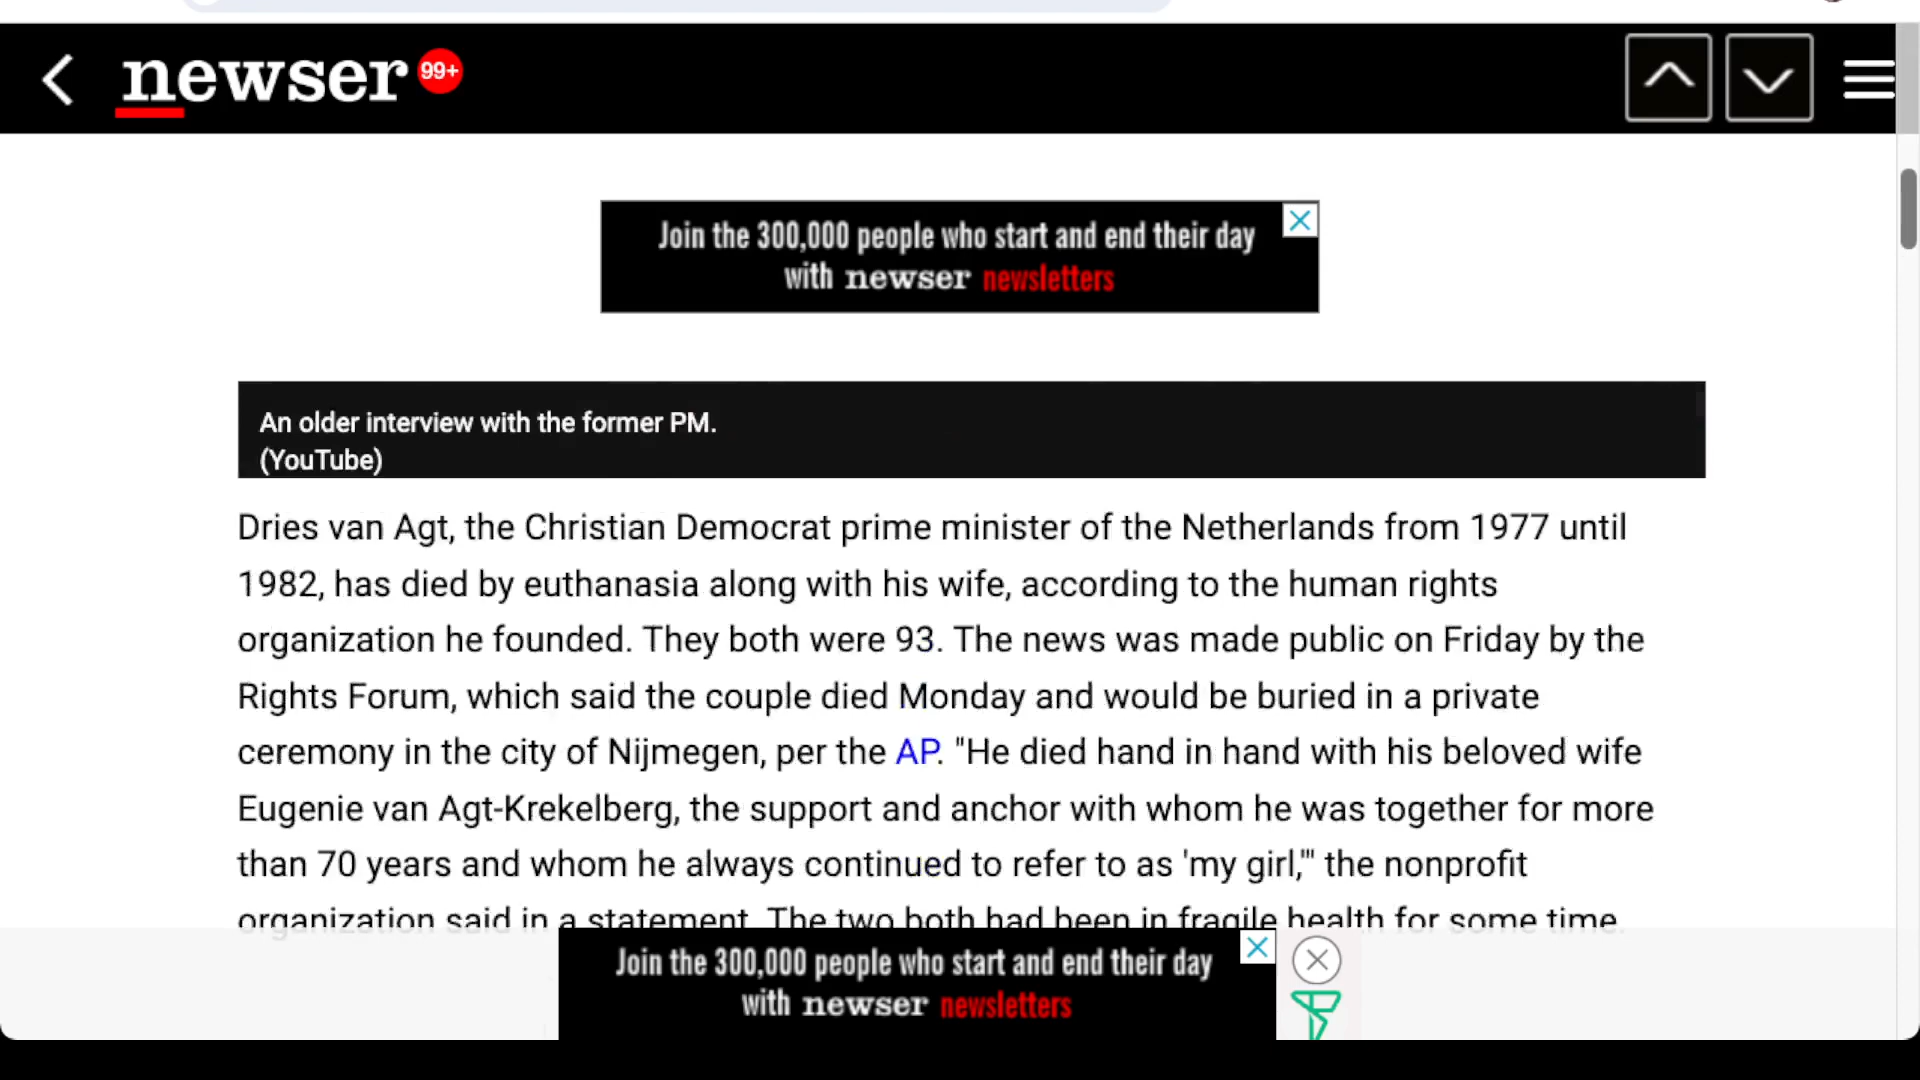 newser 99+
Join the 300,000 people who start and end their day
with newser newsletters
An older interview with the former PM.
(YouTube)
Dries van Agt, the Christian Democrat prime minister of the Netherlands from 1977 until
1982, has died by euthanasia along with his wife, according to the human rights
organization he founded. They both were 93. The news was made public on Friday by the
Rights Forum, which said the couple died Monday and would be buried in a private
ceremony in the city of Nijmegen, per the AP. "He died hand in hand with his beloved wife
Eugenie van Agt-Krekelberg, the support and anchor with whom he was together for more
than 70 years and whom he always continued to refer to as 'my girl,'" the nonprofit
organization said in a statement. The two both had been in fragile health for some time.
Join the 300,000 people who start and end their day
with newser newsletters